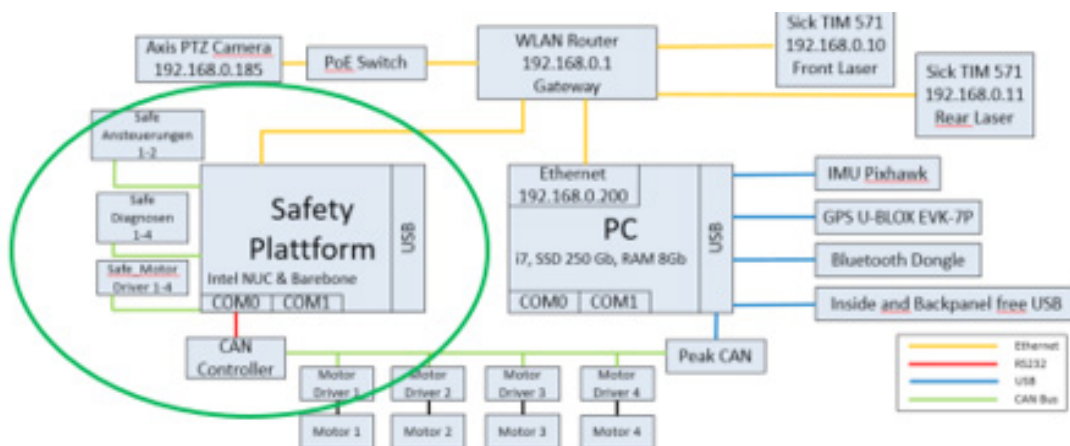 Axis PTZ Camera
192.168.0.185
PoE Switch
WLAN Router
192.168.0.1
Gateway
Sick TIM 571
192.168.0.10
Front Laser
Sick TIM 571
192.168.0.11
Rear Laser
Safe
Ansteuerungen
1-2
Safe
Diagnosen
1-4
Safe_Motor
Driver 1-4
Safety
Plattform
Intel NUC & Barebone
COM0
COM1
USB
Ethernet
192.168.0.200
PC
i7, SSD 250 Gb, RAM 8Gb
COM0
COM1
USB
IMU Pixhawk
GPS U-BLOX EVK-7P
Bluetooth Dongle
Inside and Backpanel free USB
CAN
Controller
Peak CAN
Motor
Driver 1
Motor
Driver 2
Motor
Driver 3
Motor
Driver 4
Motor 1
Motor 2
Motor 3
Motor 4
Ethernet
RS232
USB
CAN Bus